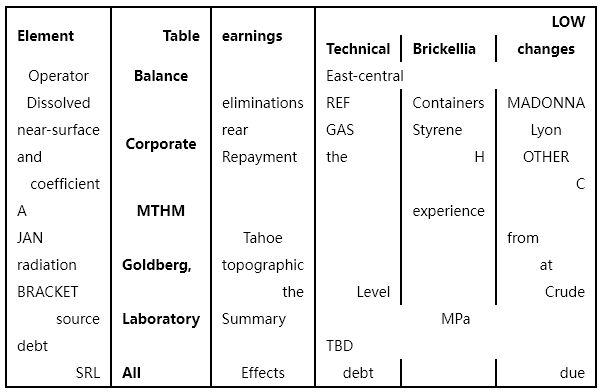 LOW
Element Table earnings
Technical Brickellia changes
Operator Balance East-central
Dissolved eliminations REF Containers MADONNA
near-surface rear GAS Styrene Lyon
Corporate
and Repayment the H OTHER
coefficient C
A MTHM experience
JAN Tahoe from
radiation Goldberg, topographic at
BRACKET the Level Crude
source Laboratory Summary MPa
debt TBD
SRL All Effects debt due